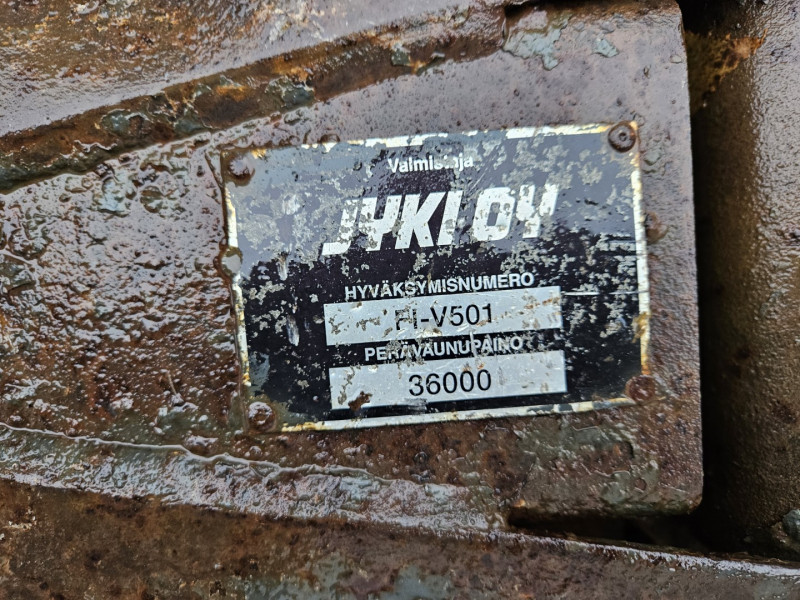 Valmistaja
JYKI OY
HYVÄKSYMISNUMERO
FI-V501
PERÄVAUNUPAINO
36000